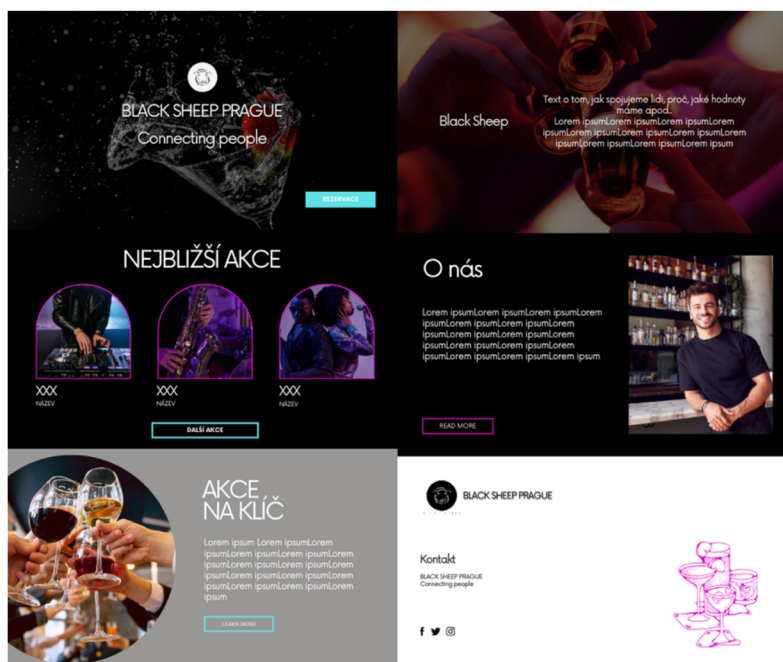 BLACK SHEEP PRAGUE
Connecting people
REZERVACE
Black Sheep
Text o tom, jak spojujeme lidi, proč, jaké hodnoty
máme apod..
Lorem ipsumLorem ipsumLorem ipsumLorem
ipsumLorem ipsumLorem ipsumLorem ipsumLorem
ipsumLorem ipsumLorem ipsumLorem ipsum
NEJBLIŽŠÍ AKCE
XXX
NÁZEV
XXX
NÁZEV
XXX
NÁZEV
DALŠÍ AKCE
O nás
Lorem ipsumLorem ipsumLorem ipsumLorem
ipsumLorem ipsumLorem ipsumLorem
ipsumLorem ipsumLorem ipsumLorem
ipsumLorem ipsumLorem ipsumLorem
ipsumLorem ipsumLorem ipsumLorem ipsum
READ MORE
AKCE
NA KLÍČ
Lorem ipsum Lorem ipsumLorem
ipsumLorem ipsumLorem ipsumLorem
ipsumLorem ipsumLorem ipsumLorem
ipsumLorem ipsumLorem ipsumLorem
ipsumLorem ipsumLorem ipsumLorem
ipsum
LEARN MORE
BLACK SHEEP PRAGUE
Kontakt
BLACK SHEEP PRAGUE
Connecting people